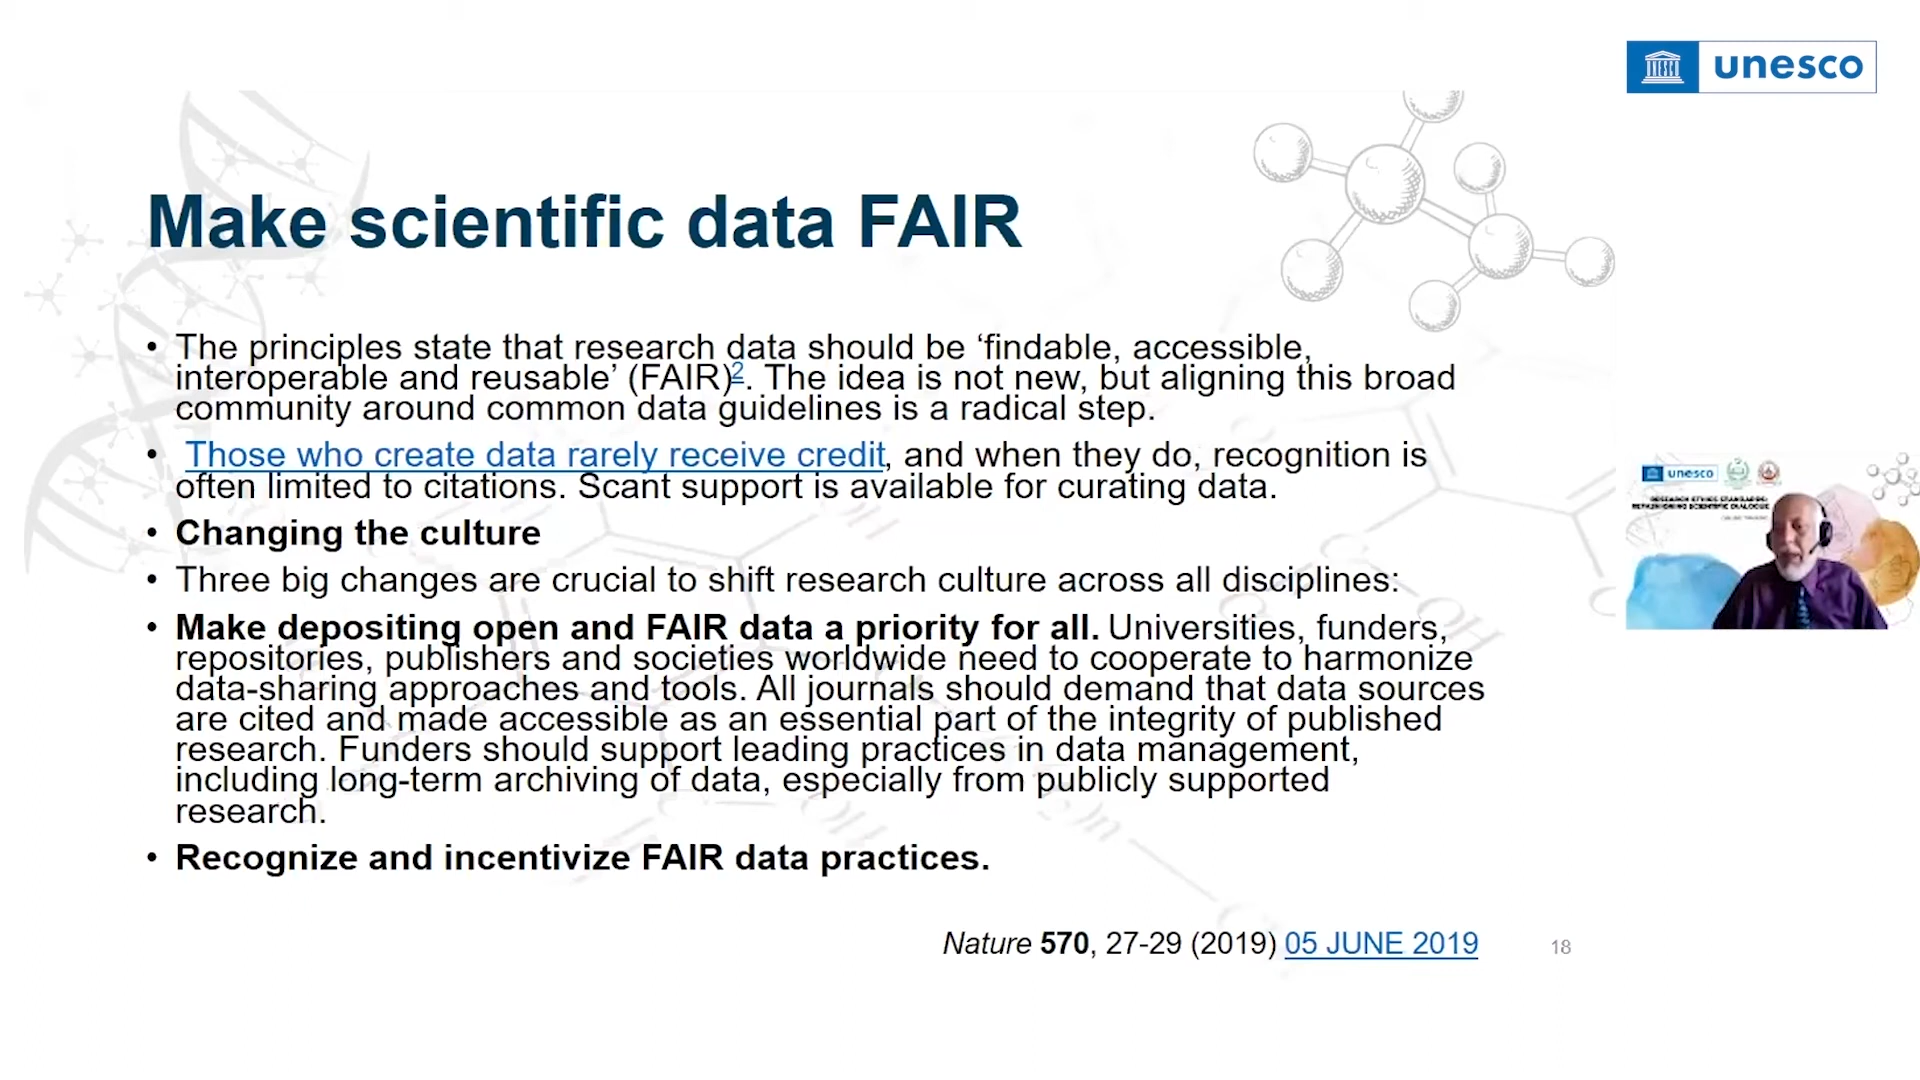 unesco
Make scientific data FAIR
• The principles state that research data should be ‘findable, accessible,
interoperable and reusable’ (FAIR)2. The idea is not new, but aligning this broad
community around common data guidelines is a radical step.
• Those who create data rarely receive credit, and when they do, recognition is
often limited to citations. Scant support is available for curating data.
• Changing the culture
• Three big changes are crucial to shift research culture across all disciplines:
• Make depositing open and FAIR data a priority for all. Universities, funders,
repositories, publishers and societies worldwide need to cooperate to harmonize
data-sharing approaches and tools. All journals should demand that data sources
are cited and made accessible as an essential part of the integrity of published
research. Funders should support leading practices in data management,
including long-term archiving of data, especially from publicly supported
research.
• Recognize and incentivize FAIR data practices.
Nature 570, 27-29 (2019) 05 JUNE 2019
18
unesco
SCIENTIFIC DIALOGUE
OH
OH
OH